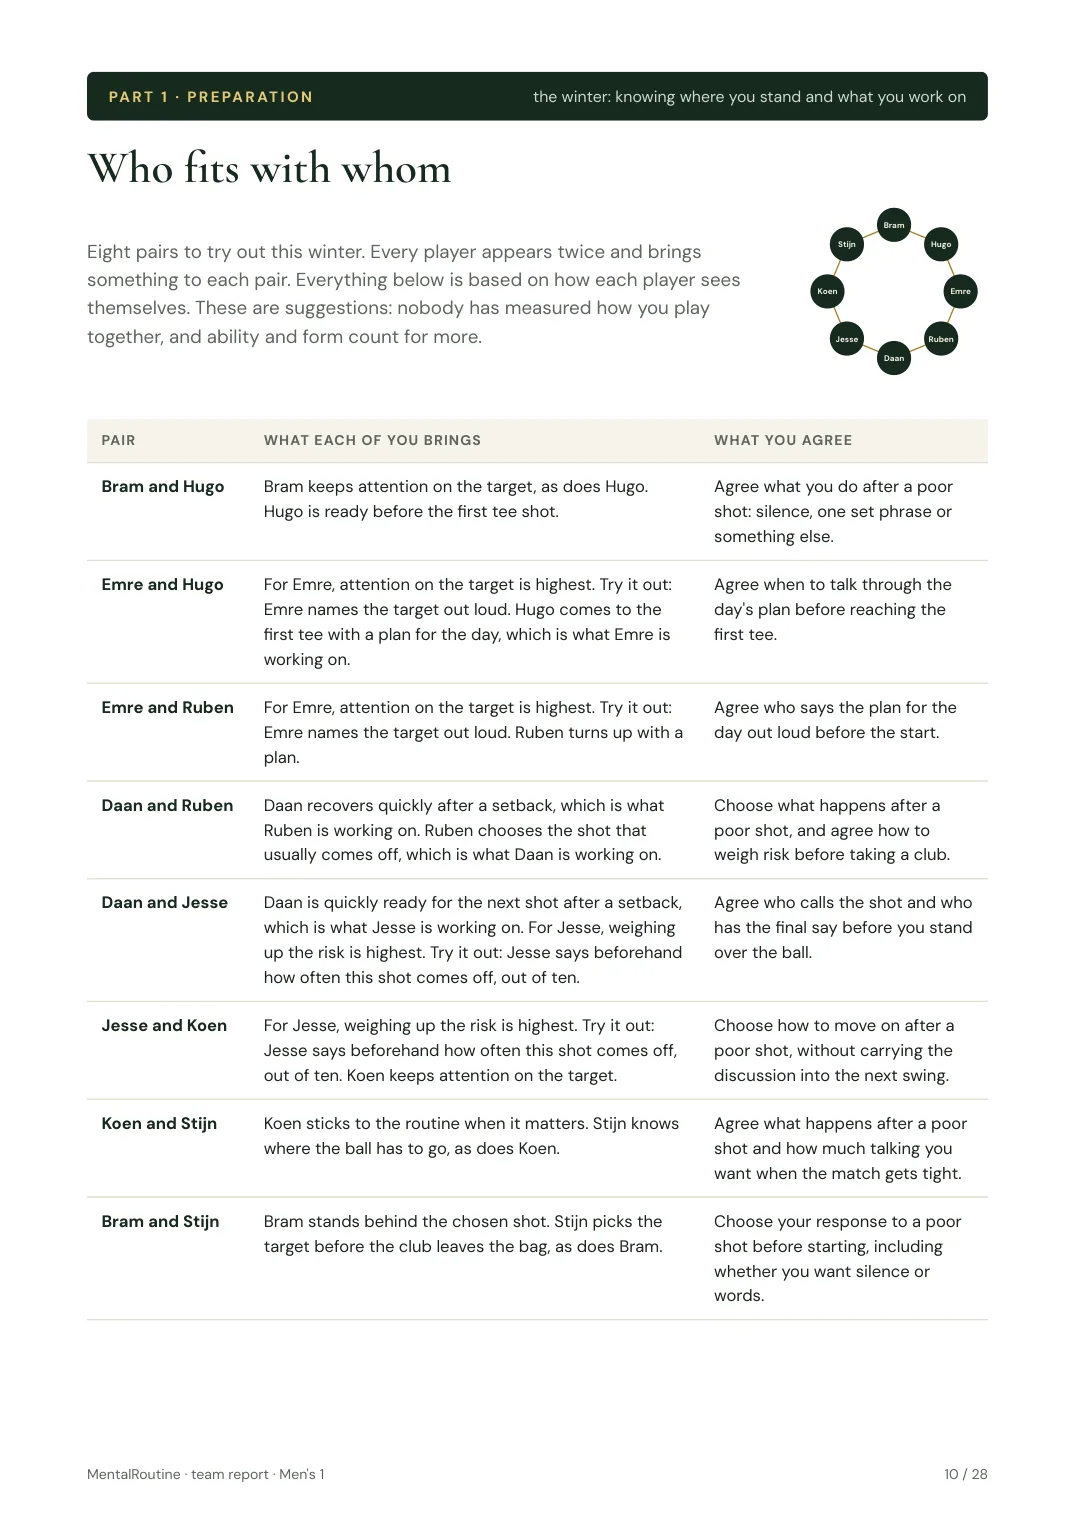 PART 1 · PREPARATION
the winter: knowing where you stand and what you work on
Who fits with whom
Eight pairs to try out this winter. Every player appears twice and brings
something to each pair. Everything below is based on how each player sees
themselves. These are suggestions: nobody has measured how you play
together, and ability and form count for more.
Bram
Stijn
Hugo
Koen
Emre
Jesse
Ruben
Daan
PAIR
WHAT EACH OF YOU BRINGS
WHAT YOU AGREE
Bram and Hugo
Bram keeps attention on the target, as does Hugo.
Hugo is ready before the first tee shot.
Agree what you do after a poor
shot: silence, one set phrase or
something else.
Emre and Hugo
For Emre, attention on the target is highest. Try it out:
Emre names the target out loud. Hugo comes to the
first tee with a plan for the day, which is what Emre is
working on.
Agree when to talk through the
day's plan before reaching the
first tee.
Emre and Ruben
For Emre, attention on the target is highest. Try it out:
Emre names the target out loud. Ruben turns up with a
plan.
Agree who says the plan for the
day out loud before the start.
Daan and Ruben
Daan recovers quickly after a setback, which is what
Ruben is working on. Ruben chooses the shot that
usually comes off, which is what Daan is working on.
Choose what happens after a
poor shot, and agree how to
weigh risk before taking a club.
Daan and Jesse
Daan is quickly ready for the next shot after a setback,
which is what Jesse is working on. For Jesse, weighing
up the risk is highest. Try it out: Jesse says beforehand
how often this shot comes off, out of ten.
Agree who calls the shot and who
has the final say before you stand
over the ball.
Jesse and Koen
For Jesse, weighing up the risk is highest. Try it out:
Jesse says beforehand how often this shot comes off,
out of ten. Koen keeps attention on the target.
Choose how to move on after a
poor shot, without carrying the
discussion into the next swing.
Koen and Stijn
Koen sticks to the routine when it matters. Stijn knows
where the ball has to go, as does Koen.
Agree what happens after a poor
shot and how much talking you
want when the match gets tight.
Bram and Stijn
Bram stands behind the chosen shot. Stijn picks the
target before the club leaves the bag, as does Bram.
Choose your response to a poor
shot before starting, including
whether you want silence or
words.
MentalRoutine · team report · Men's 1
10 / 28